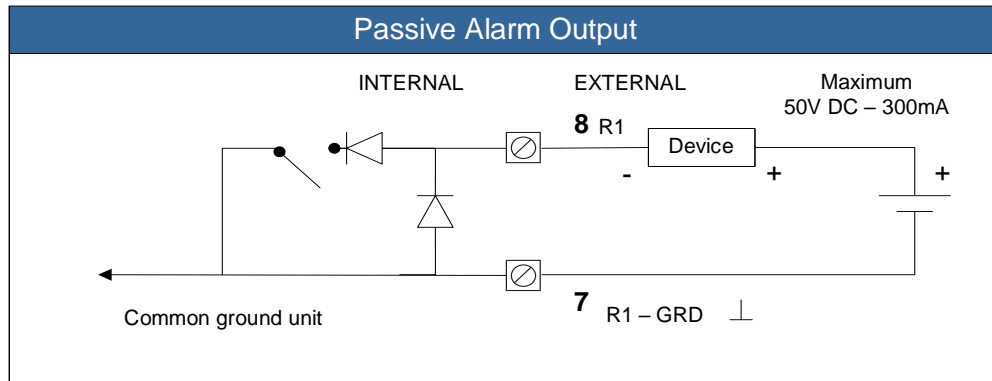 Passive Alarm Output
INTERNAL
EXTERNAL
Maximum
50V DC – 300mA
8 R1
Device
- +
+
7 R1 – GRD
Common ground unit